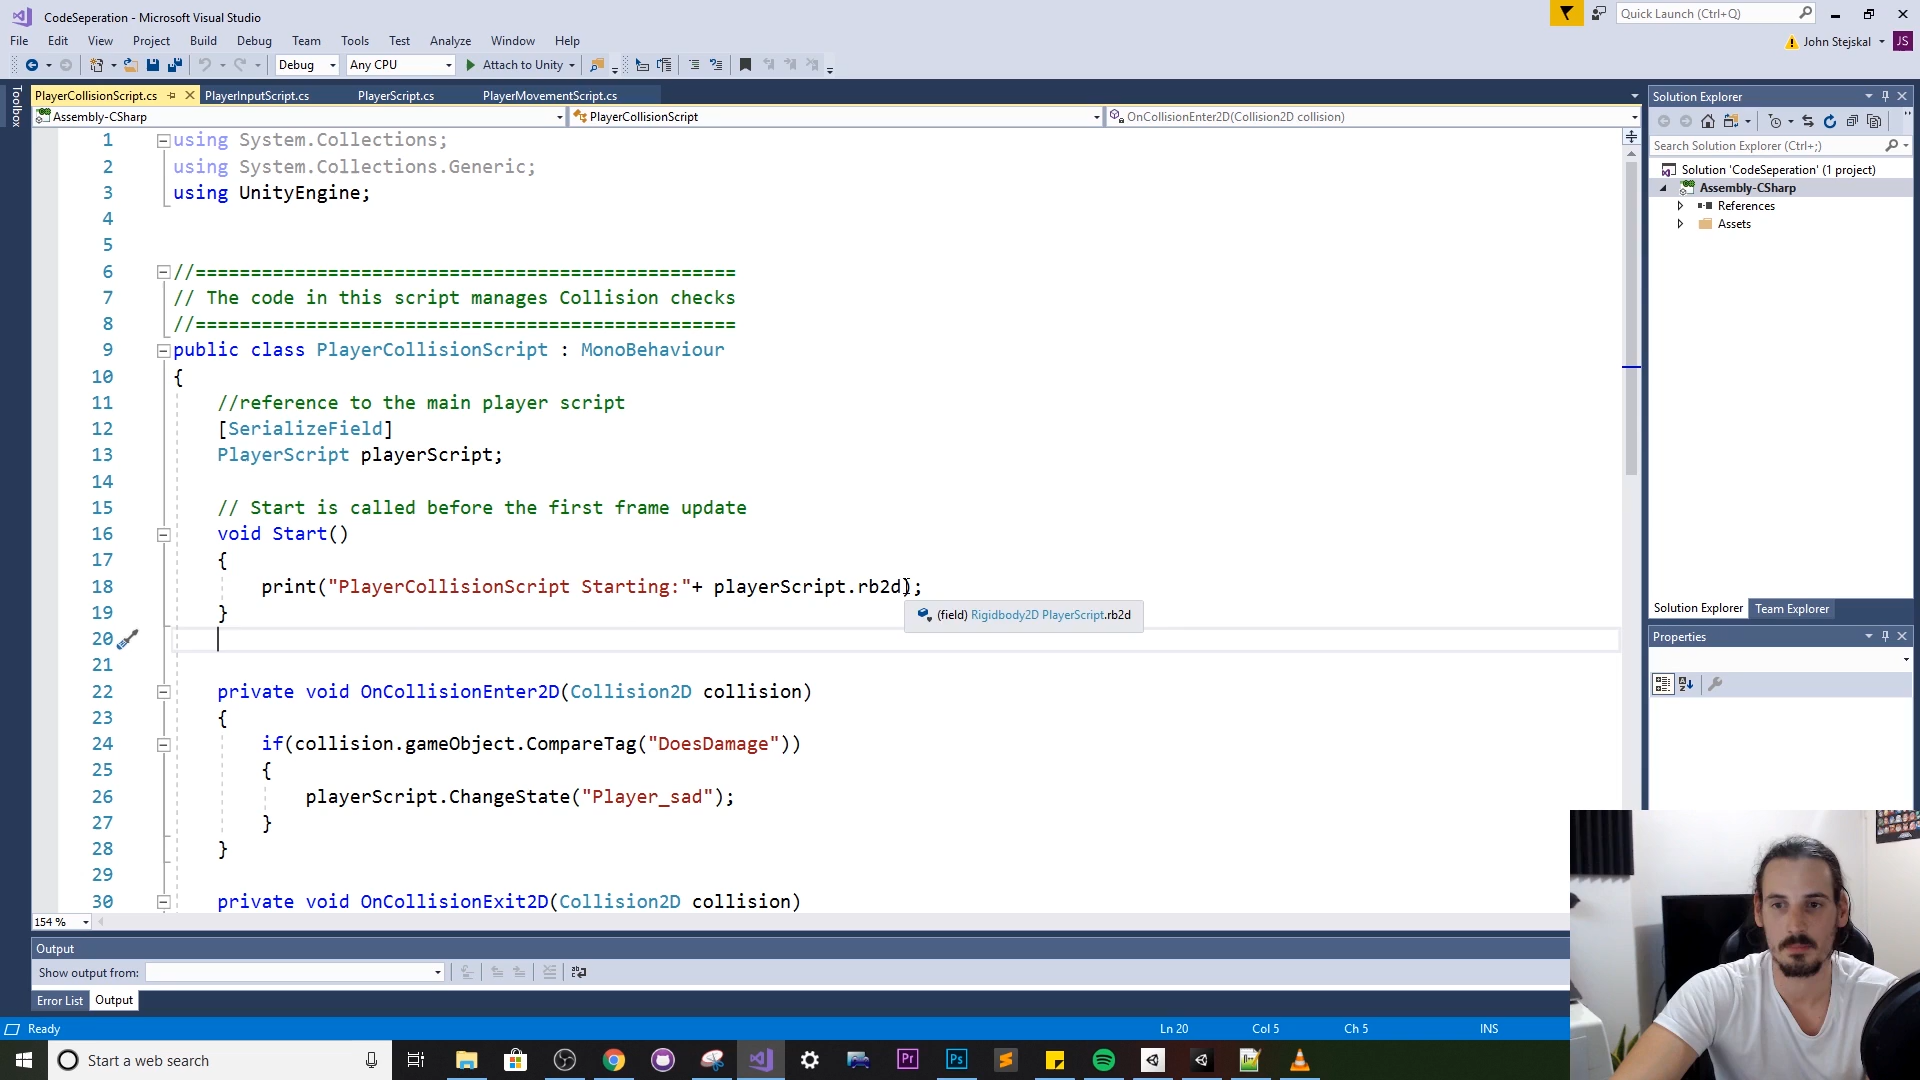 CodeSeperation - Microsoft Visual Studio
Quick Launch (Ctrl+Q)
File Edit View Project Build Debug Team Tools Test Analyze Window Help
John Stejskal JS
Debug Any CPU Attach to Unity
Toolbox
PlayerCollisionScript.cs PlayerInputScript.cs PlayerScript.cs PlayerMovementScript.cs
Assembly-CSharp PlayerCollisionScript OnCollisionEnter2D(Collision2D collision)
1 using System.Collections;
2 using System.Collections.Generic;
3 using UnityEngine;
4
5
6 //=================================================
7 // The code in this script manages Collision checks
8 //=================================================
9 public class PlayerCollisionScript : MonoBehaviour
10 {
11 //reference to the main player script
12 [SerializeField]
13 PlayerScript playerScript;
14
15 // Start is called before the first frame update
16 void Start()
17 {
18 print("PlayerCollisionScript Starting:"+ playerScript.rb2d);
19 }
(field) Rigidbody2D PlayerScript.rb2d
20
21
22 private void OnCollisionEnter2D(Collision2D collision)
23 {
24 if(collision.gameObject.CompareTag("DoesDamage"))
25 {
26 playerScript.ChangeState("Player_sad");
27 }
28 }
29
30 private void OnCollisionExit2D(Collision2D collision)
154 %
Output
Show output from:
Error List Output
Ready Ln 20 Col 5 Ch 5 INS
Solution Explorer
Search Solution Explorer (Ctrl+;)
Solution 'CodeSeperation' (1 project)
Assembly-CSharp
References
Assets
Solution Explorer Team Explorer
Properties
Start a web search
Pr
Ps